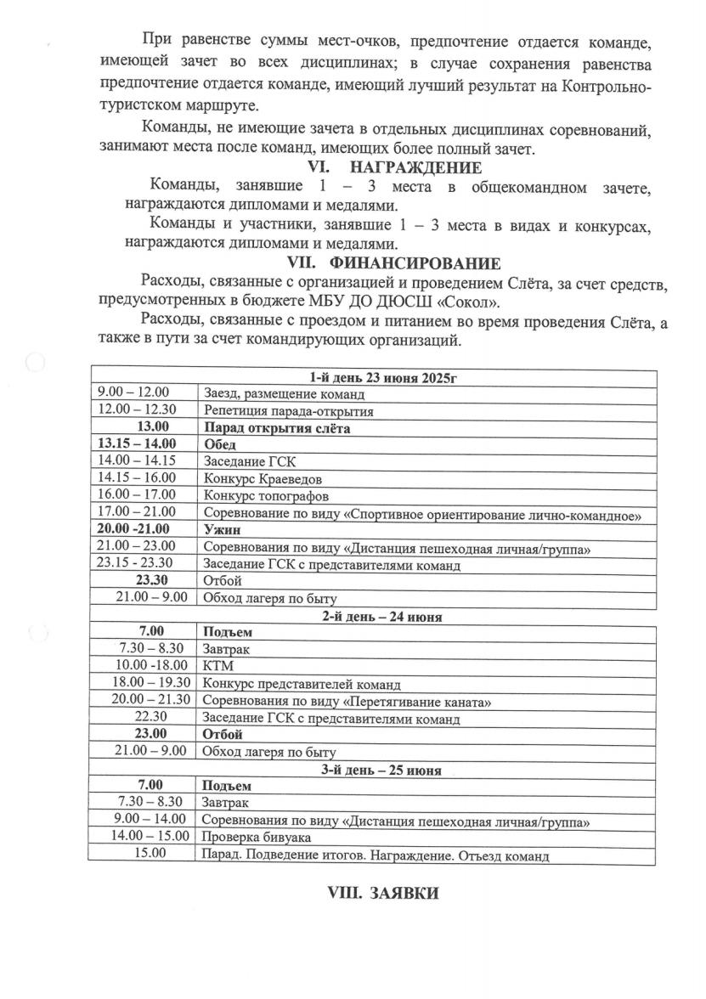 При равенстве суммы мест-очков, предпочтение отдается команде,
имеющей зачет во всех дисциплинах; в случае сохранения равенства
предпочтение отдается команде, имеющий лучший результат на Контрольно-
туристском маршруте.
Команды, не имеющие зачета в отдельных дисциплинах соревнований,
занимают места после команд, имеющих более полный зачет.
VI. НАГРАЖДЕНИЕ
Команды, занявшие 1 – 3 места в общекомандном зачете,
награждаются дипломами и медалями.
Команды и участники, занявшие 1 – 3 места в видах и конкурсах,
награждаются дипломами и медалями.
VII. ФИНАНСИРОВАНИЕ
Расходы, связанные с организацией и проведением Слёта, за счет средств,
предусмотренных в бюджете МБУ ДО ДЮСШ «Сокол».
Расходы, связанные с проездом и питанием во время проведения Слёта, а
также в пути за счет командирующих организаций.
1-й день 23 июня 2025г
9.00 – 12.00 Заезд, размещение команд
12.00 – 12.30 Репетиция парада-открытия
13.00 Парад открытия слёта
13.15 – 14.00 Обед
14.00 – 14.15 Заседание ГСК
14.15 – 16.00 Конкурс Краеведов
16.00 – 17.00 Конкурс топографов
17.00 – 21.00 Соревнование по виду «Спортивное ориентирование лично-командное»
20.00 -21.00 Ужин
21.00 – 23.00 Соревнования по виду «Дистанция пешеходная личная/группа»
23.15 - 23.30 Заседание ГСК с представителями команд
23.30 Отбой
21.00 – 9.00 Обход лагеря по быту
2-й день – 24 июня
7.00 Подъем
7.30 – 8.30 Завтрак
10.00 -18.00 КТМ
18.00 – 19.30 Конкурс представителей команд
20.00 – 21.30 Соревнования по виду «Перетягивание каната»
22.30 Заседание ГСК с представителями команд
23.00 Отбой
21.00 – 9.00 Обход лагеря по быту
3-й день – 25 июня
7.00 Подъем
7.30 – 8.30 Завтрак
9.00 – 14.00 Соревнования по виду «Дистанция пешеходная личная/группа»
14.00 – 15.00 Проверка бивуака
15.00 Парад. Подведение итогов. Награждение. Отъезд команд
VIII. ЗАЯВКИ